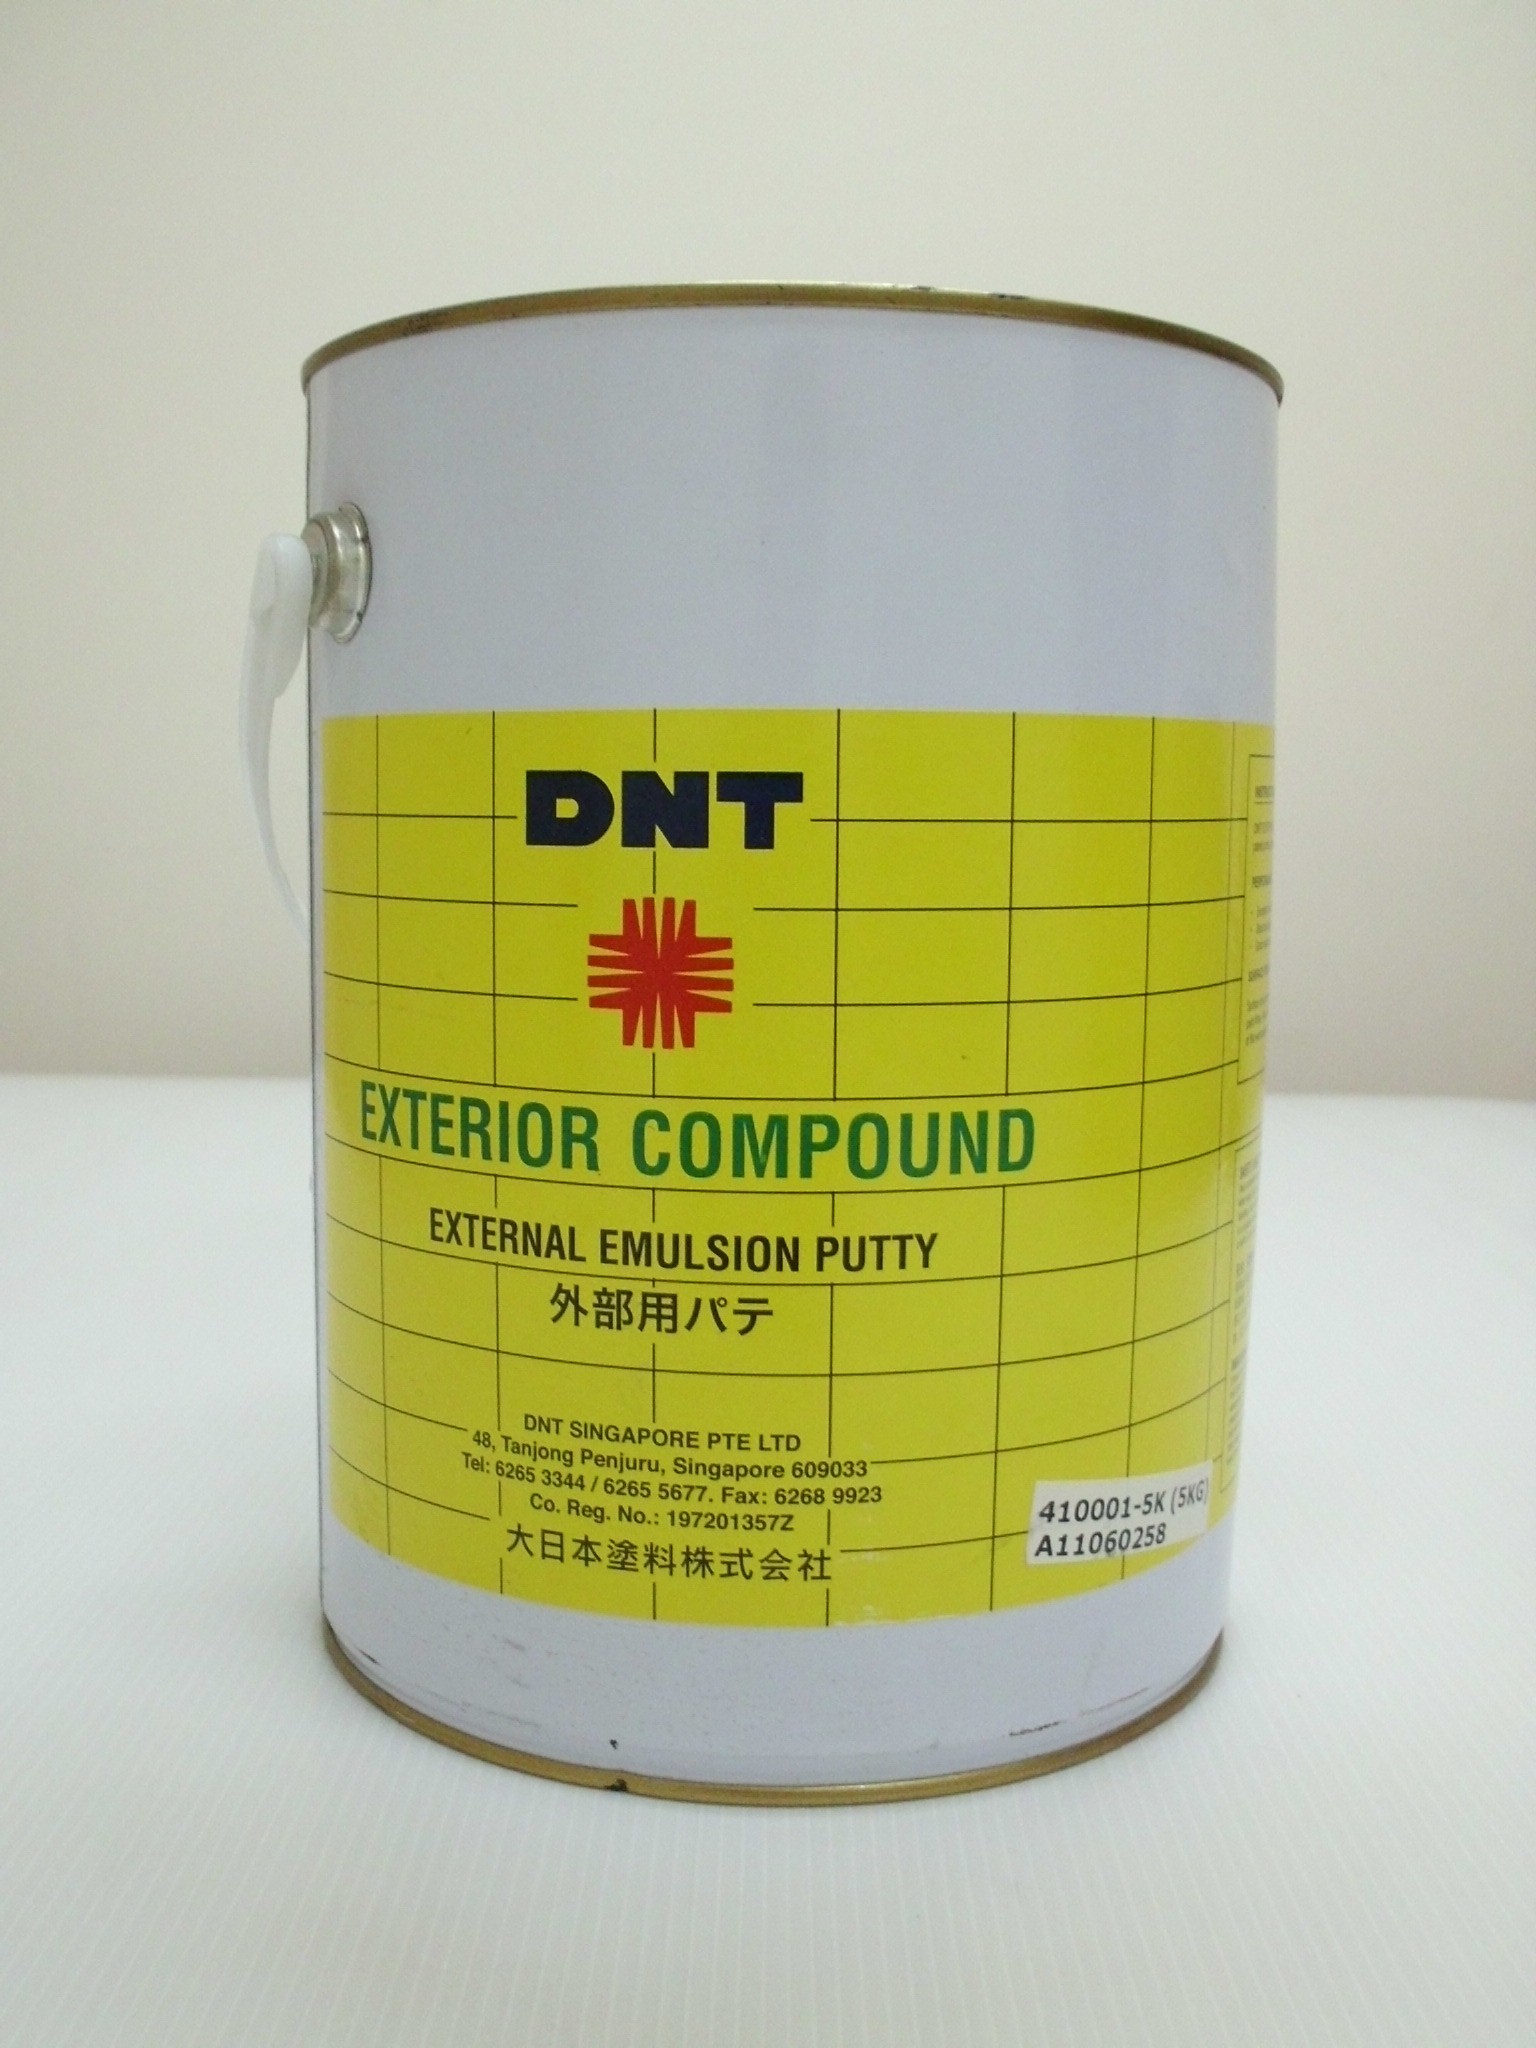 DNT
EXTERIOR COMPOUND
EXTERNAL EMULSION PUTTY
外部用パテ
DNT SINGAPORE PTE LTD
48, Tanjong Penjuru, Singapore 609033
Tel: 6265 3344 / 6265 5677. Fax: 6268 9923
Co. Reg. No.: 197201357Z
大日本塗料株式会社
410001-5K (5KG)
A11060258